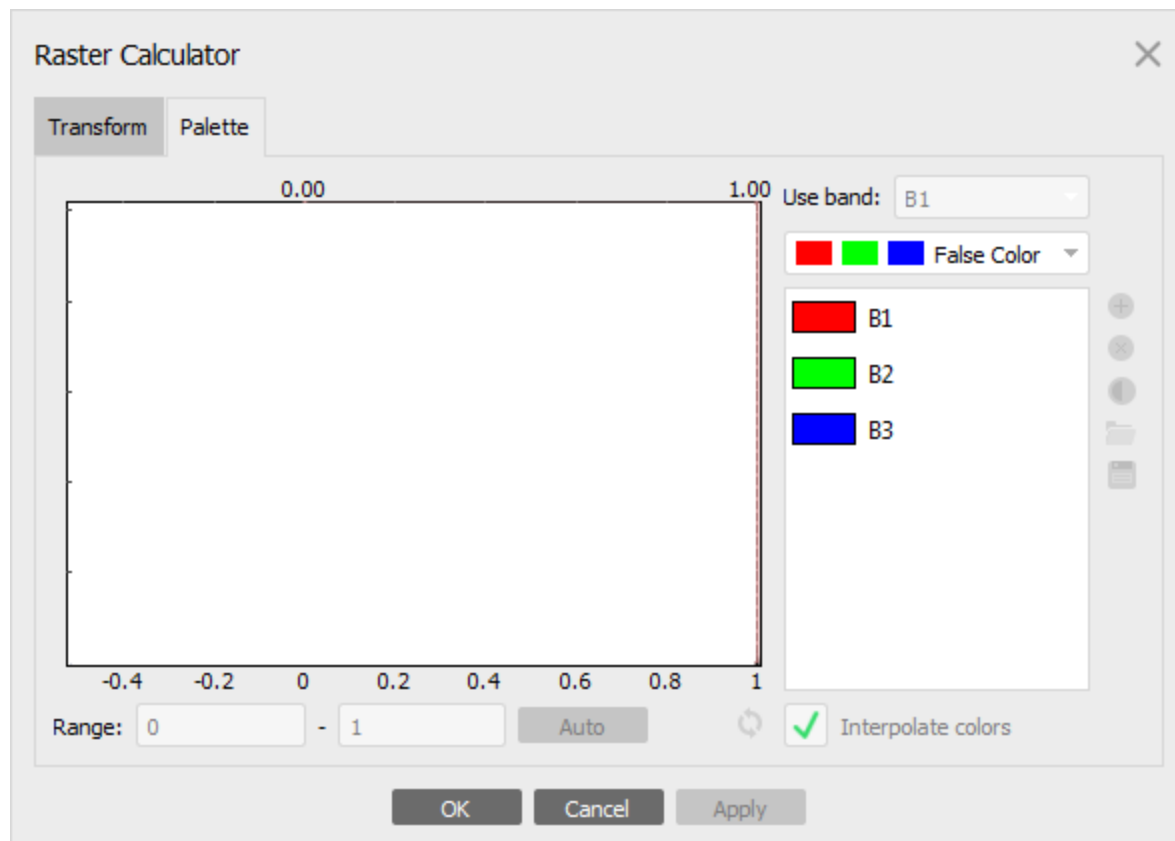 Raster Calculator
Transform Palette
0.00 1.00
Use band: B1
False Color
B1
B2
B3
-0.4 -0.2 0 0.2 0.4 0.6 0.8 1
Range: 0 - 1 Auto Interpolate colors
OK Cancel Apply